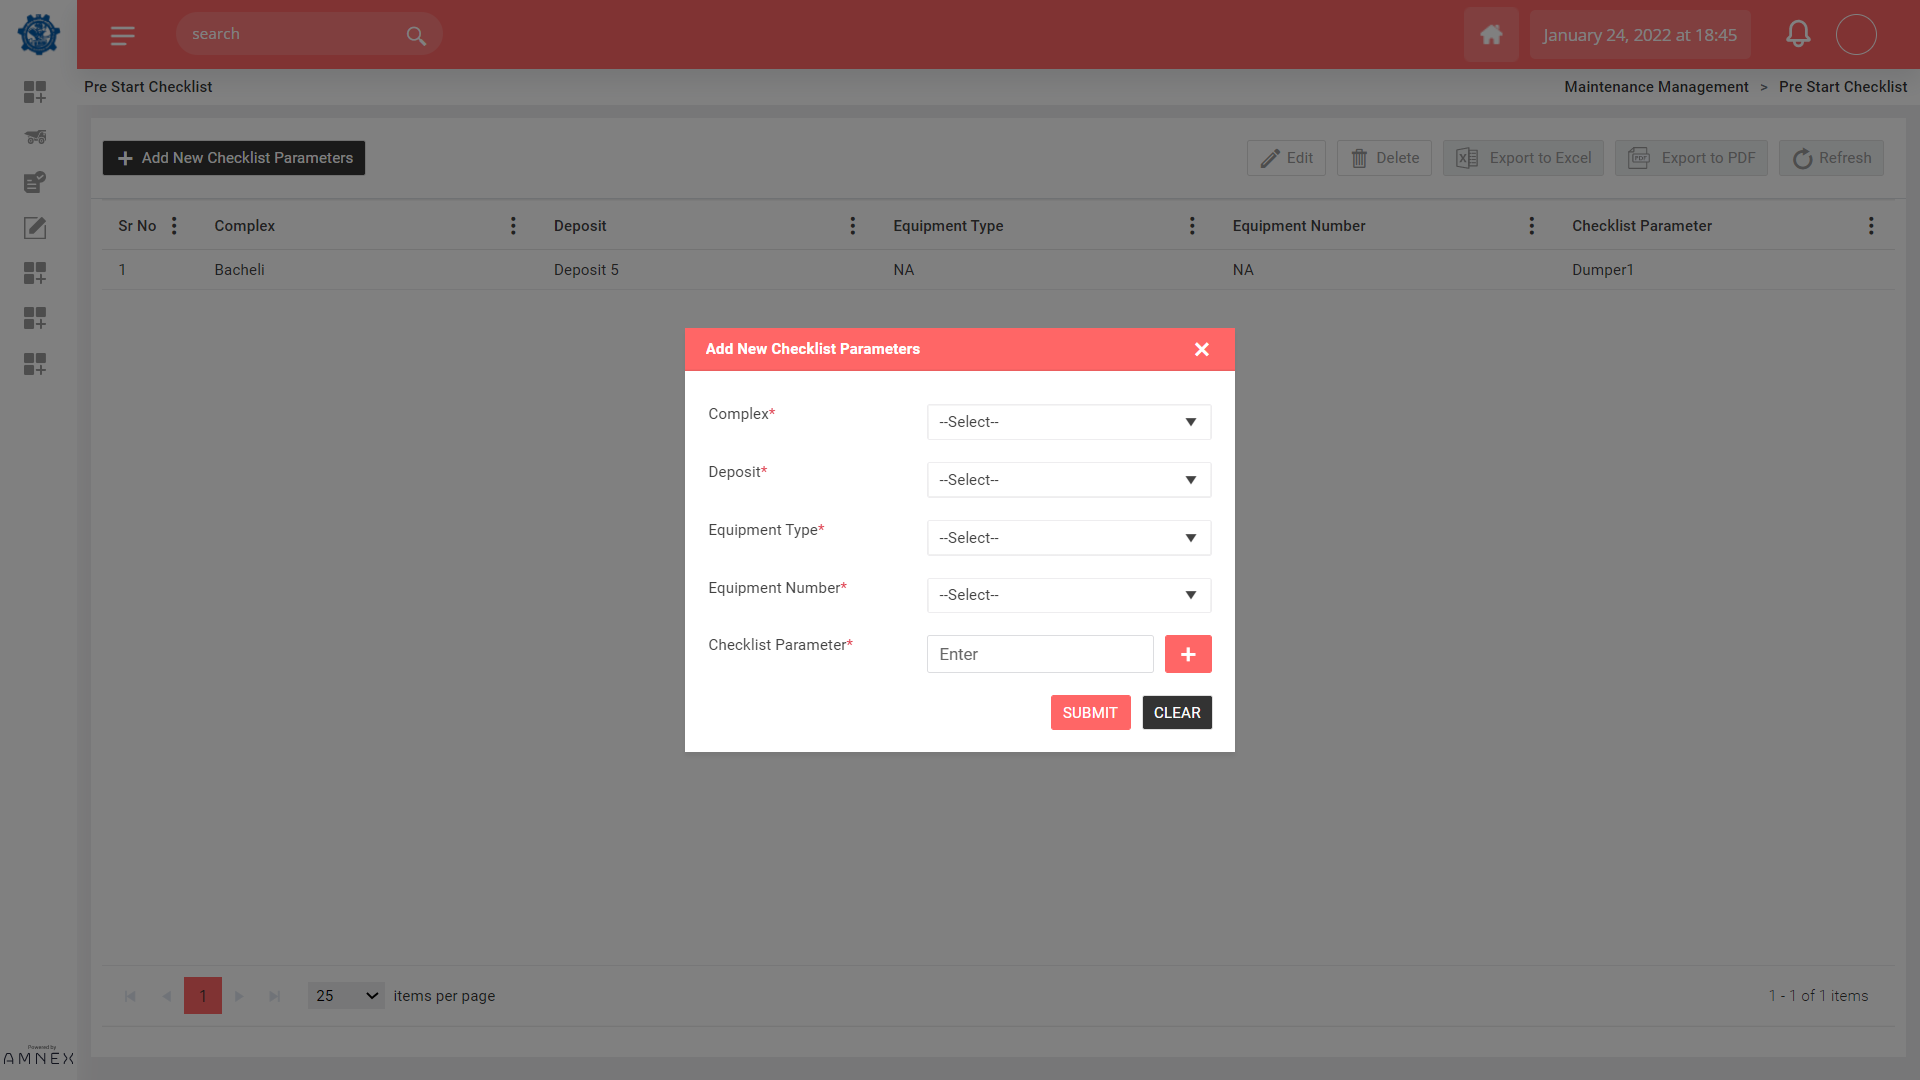 search
January 24, 2022 at 18:45
Pre Start Checklist
Maintenance Management > Pre Start Checklist
Add New Checklist Parameters
Edit
Delete
Export to Excel
Export to PDF
Refresh
Sr No
Complex
Deposit
Equipment Type
Equipment Number
Checklist Parameter
1
Bacheli
Deposit 5
NA
NA
Dumper1
Add New Checklist Parameters
Complex*
--Select--
Deposit*
--Select--
Equipment Type*
--Select--
Equipment Number*
--Select--
Checklist Parameter*
Enter
SUBMIT
CLEAR
1
25
items per page
1 - 1 of 1 items
Powered by
AMNEX